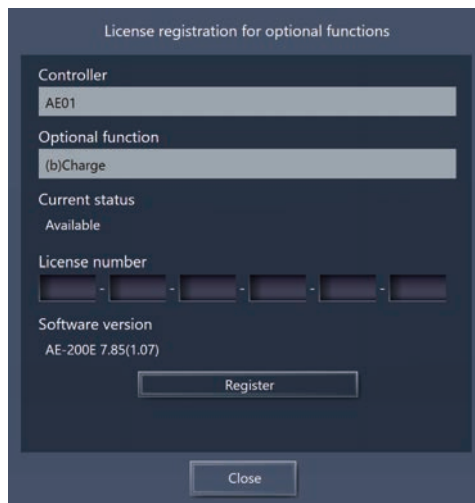 License registration for optional functions
Controller
AE01
Optional function
(b)Charge
Current status
Available
License number
- - - - -
Software version
AE-200E 7.85(1.07)
Register
Close